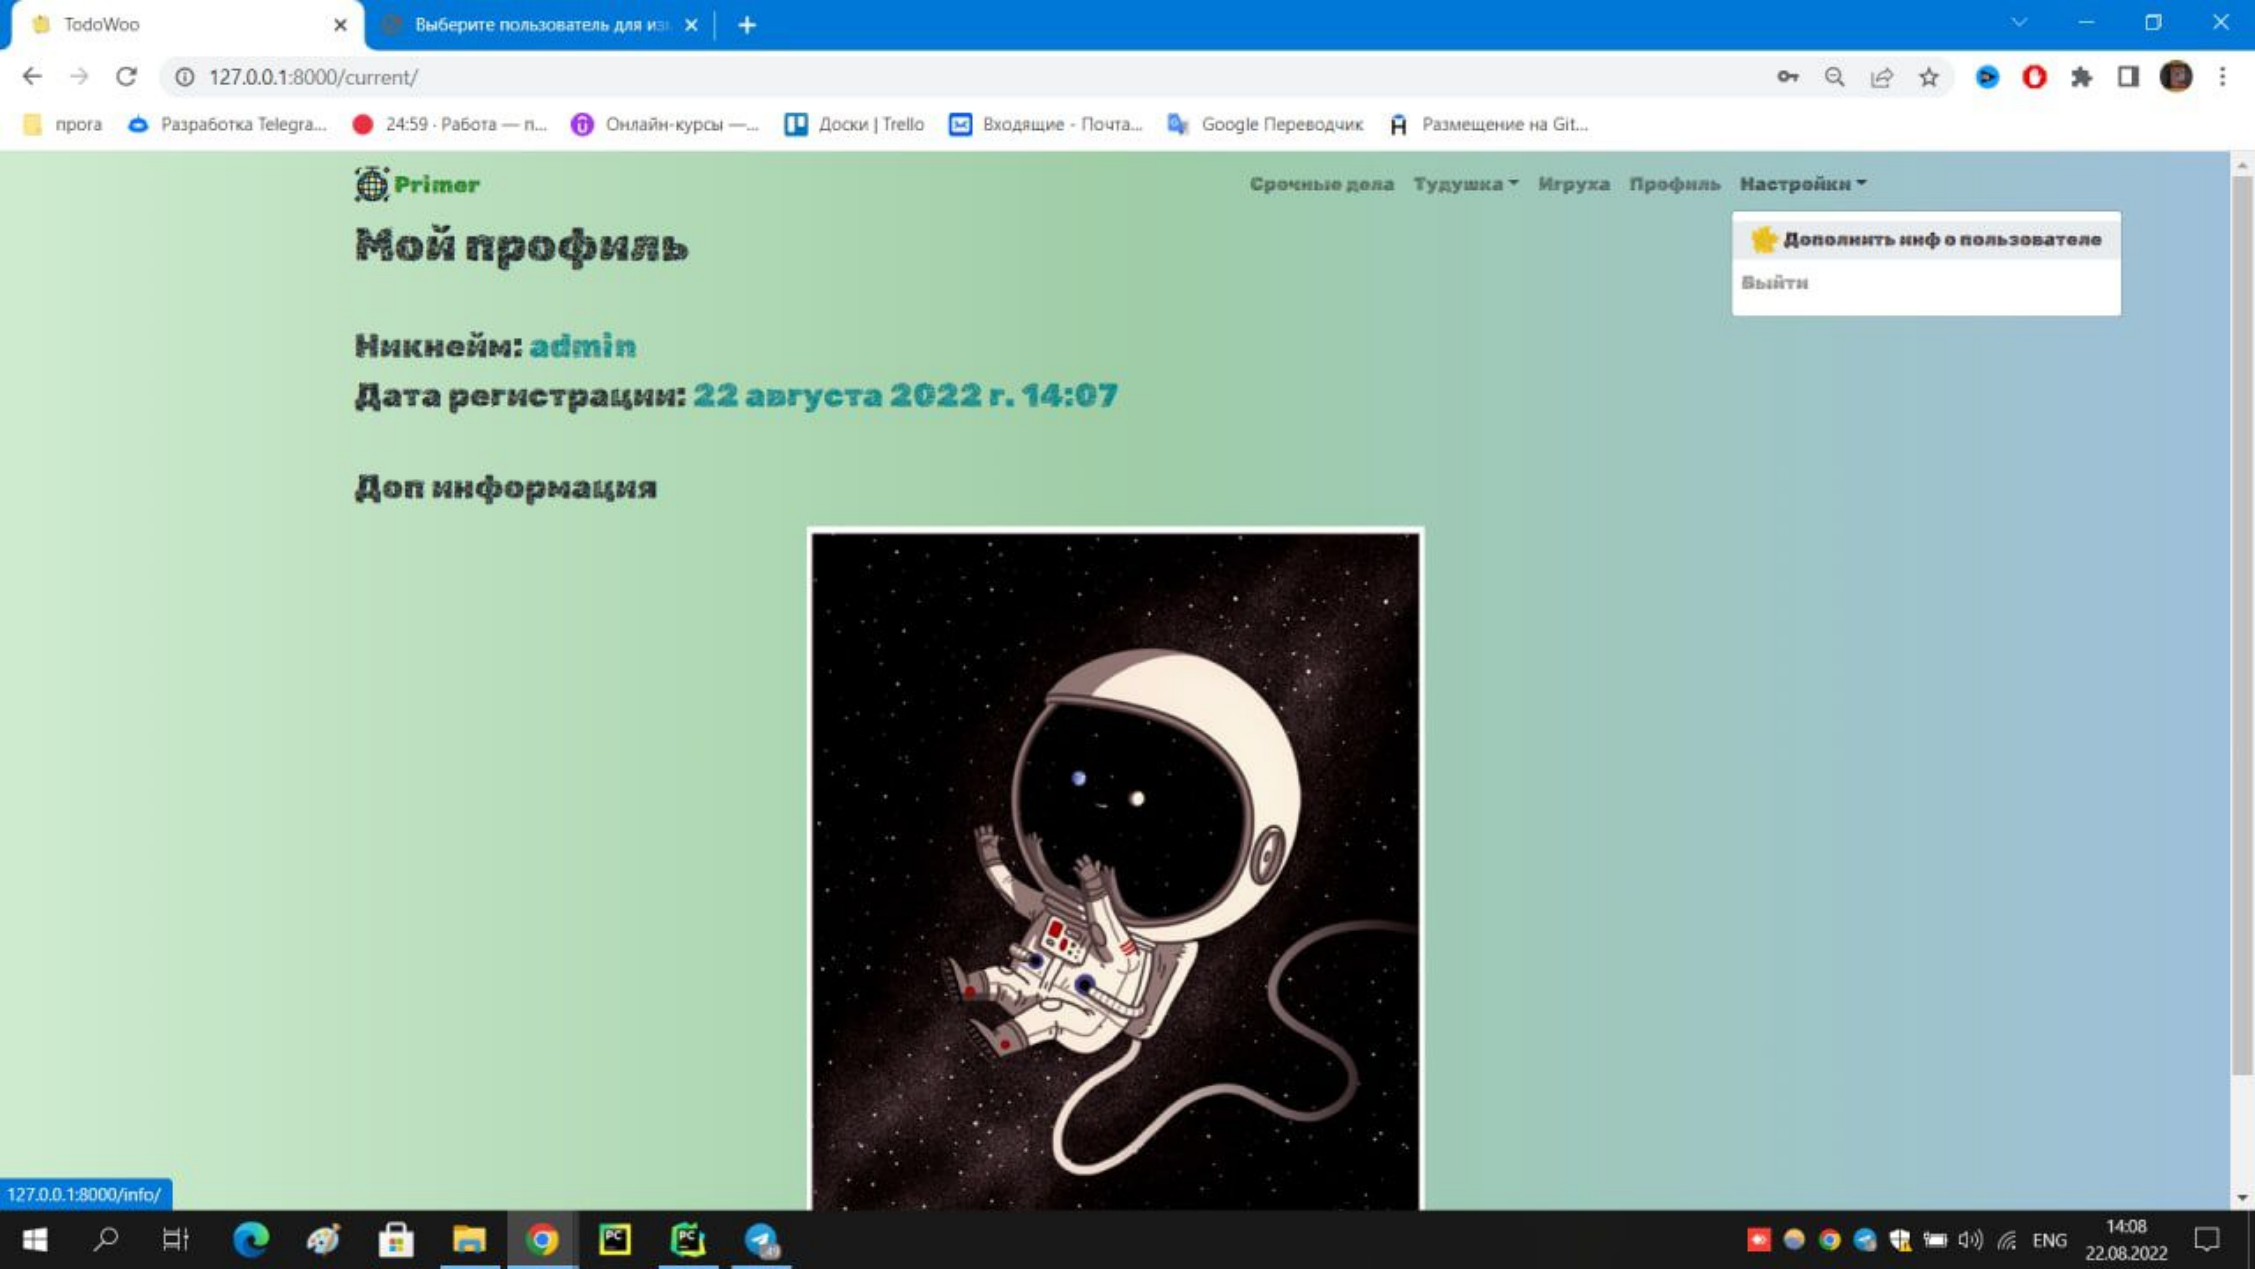 TodoWoo
Выберите пользователь для из
127.0.0.1:8000/current/
прога
Разработка Telegra...
24:59 · Работа — п...
Онлайн-курсы —...
Доски | Trello
Входящие - Почта...
Google Переводчик
Размещение на Git...
Primer
Срочные дела
Тудушка
Игруха
Профиль
Настройки
Дополнить инф о пользователе
Выйти
Мой профиль
Никнейм: admin
Дата регистрации: 22 августа 2022 г. 14:07
Доп информация
127.0.0.1:8000/info/
PC
PC
49
ENG
14:08
22.08.2022